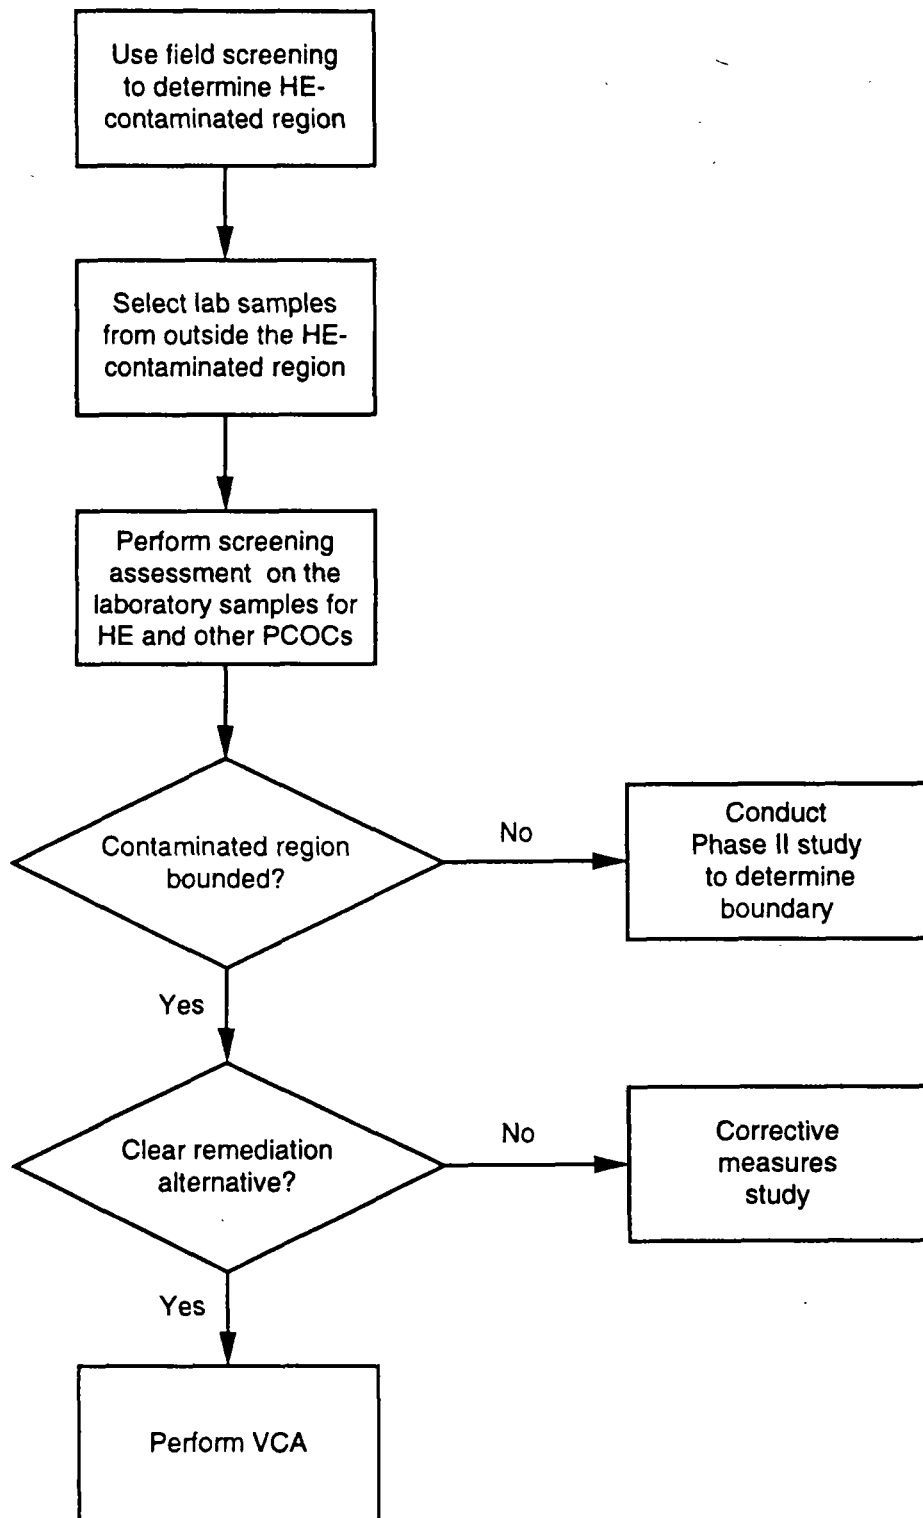 Use field screening
to determine HE-
contaminated region
Select lab samples
from outside the HE-
contaminated region
Perform screening
assessment on the
laboratory samples for
HE and other PCOCs
Contaminated region
bounded?
No
Conduct
Phase II study
to determine
boundary
Yes
Clear remediation
alternative?
No
Corrective
measures
study
Yes
Perform VCA